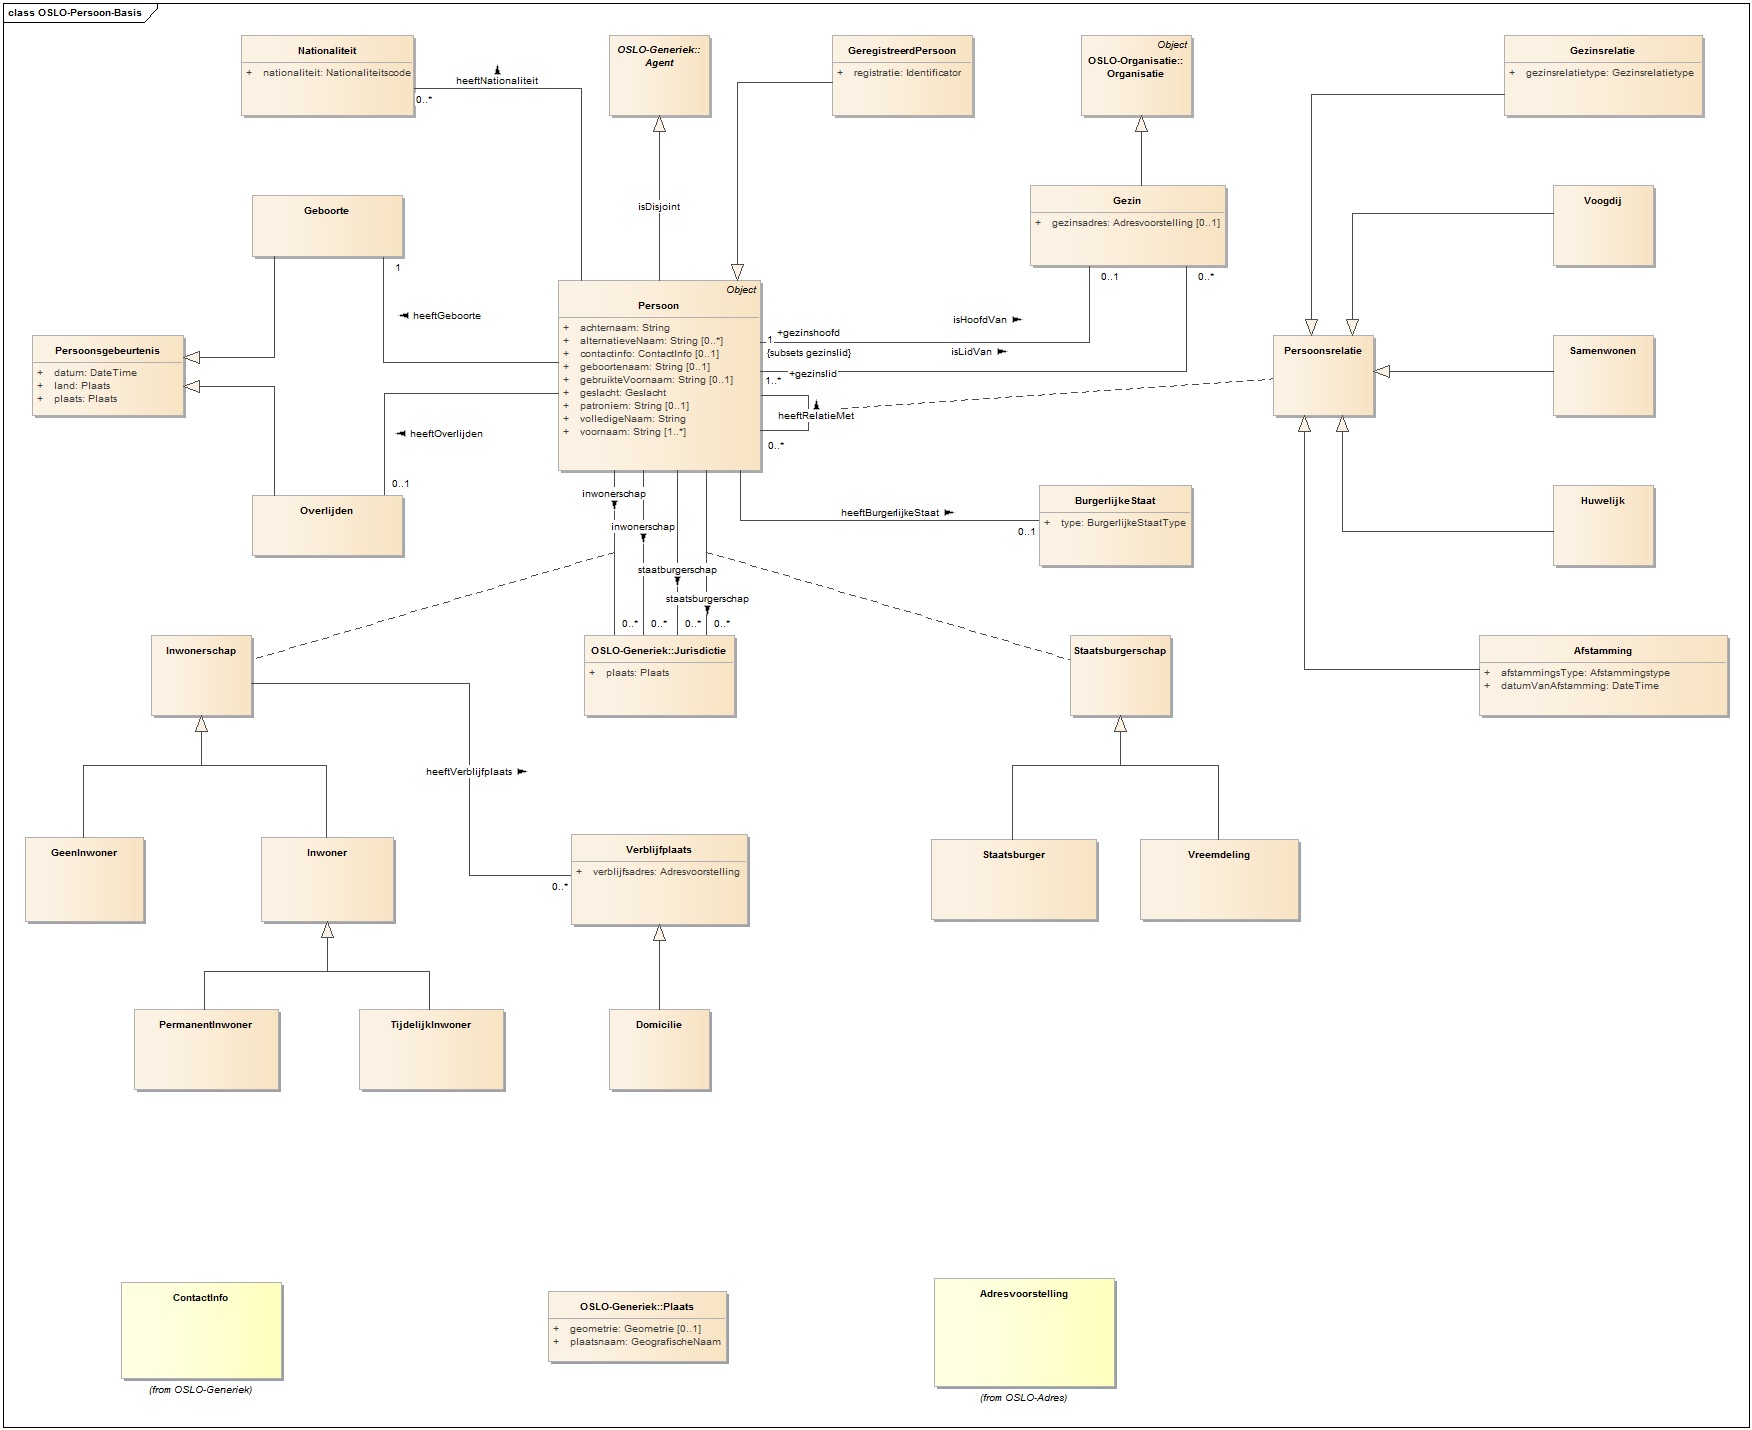 class OSLO-Persoon-Basis
Nationaliteit
+ nationaliteit: Nationaliteitscode
heeftNationaliteit
0..*
OSLO-Generiek::
Agent
isDisjoint
GeregistreerdPersoon
+ registratie: Identificator
Object
OSLO-Organisatie::
Organisatie
Gezinsrelatie
+ gezinsrelatietype: Gezinsrelatietype
Geboorte
1
heeftGeboorte
Gezin
+ gezinsadres: Adresvoorstelling [0..1]
0..1
0..*
Voogdij
Persoonsgebeurtenis
+ datum: DateTime
+ land: Plaats
+ plaats: Plaats
Object
Persoon
+ achternaam: String
+ alternatieveNaam: String [0..*]
+ contactinfo: ContactInfo [0..1]
+ geboortenaam: String [0..1]
+ gebruikteVoornaam: String [0..1]
+ geslacht: Geslacht
+ patroniem: String [0..1]
+ volledigeNaam: String
+ voornaam: String [1..*]
isHoofdVan
+gezinshoofd
1
{subsets gezinslid}
isLidVan
+gezinslid
1..*
heeftRelatieMet
0..*
Persoonsrelatie
Samenwonen
heeftOverlijden
0..1
Overlijden
Huwelijk
heeftBurgerlijkeStaat
0..1
BurgerlijkeStaat
+ type: BurgerlijkeStaatType
inwonerschap
inwonerschap
staatburgerschap
staatsburgerschap
0..*
0..*
0..*
0..*
Inwonerschap
OSLO-Generiek::Jurisdictie
+ plaats: Plaats
Staatsburgerschap
Afstamming
+ afstammingsType: Afstammingstype
+ datumVanAfstamming: DateTime
heeftVerblijfplaats
0..*
GeenInwoner
Inwoner
Verblijfplaats
+ verblijfsadres: Adresvoorstelling
Staatsburger
Vreemdeling
PermanentInwoner
TijdelijkInwoner
Domicilie
ContactInfo
(from OSLO-Generiek)
OSLO-Generiek::Plaats
+ geometrie: Geometrie [0..1]
+ plaatsnaam: GeografischeNaam
Adresvoorstelling
(from OSLO-Adres)